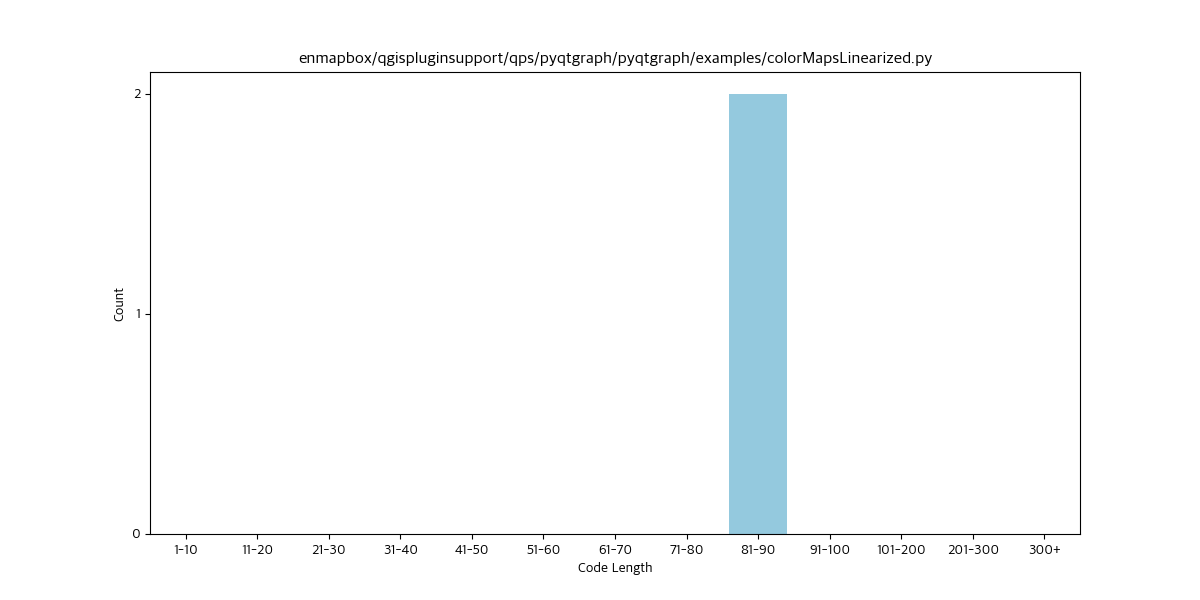 enmapbox/qgispluginsupport/qps/pyqtgraph/pyqtgraph/examples/colorMapsLinearized.py
2
1
0
Count
1-10 11-20 21-30 31-40 41-50 51-60 61-70 71-80 81-90 91-100 101-200 201-300 300+
Code Length